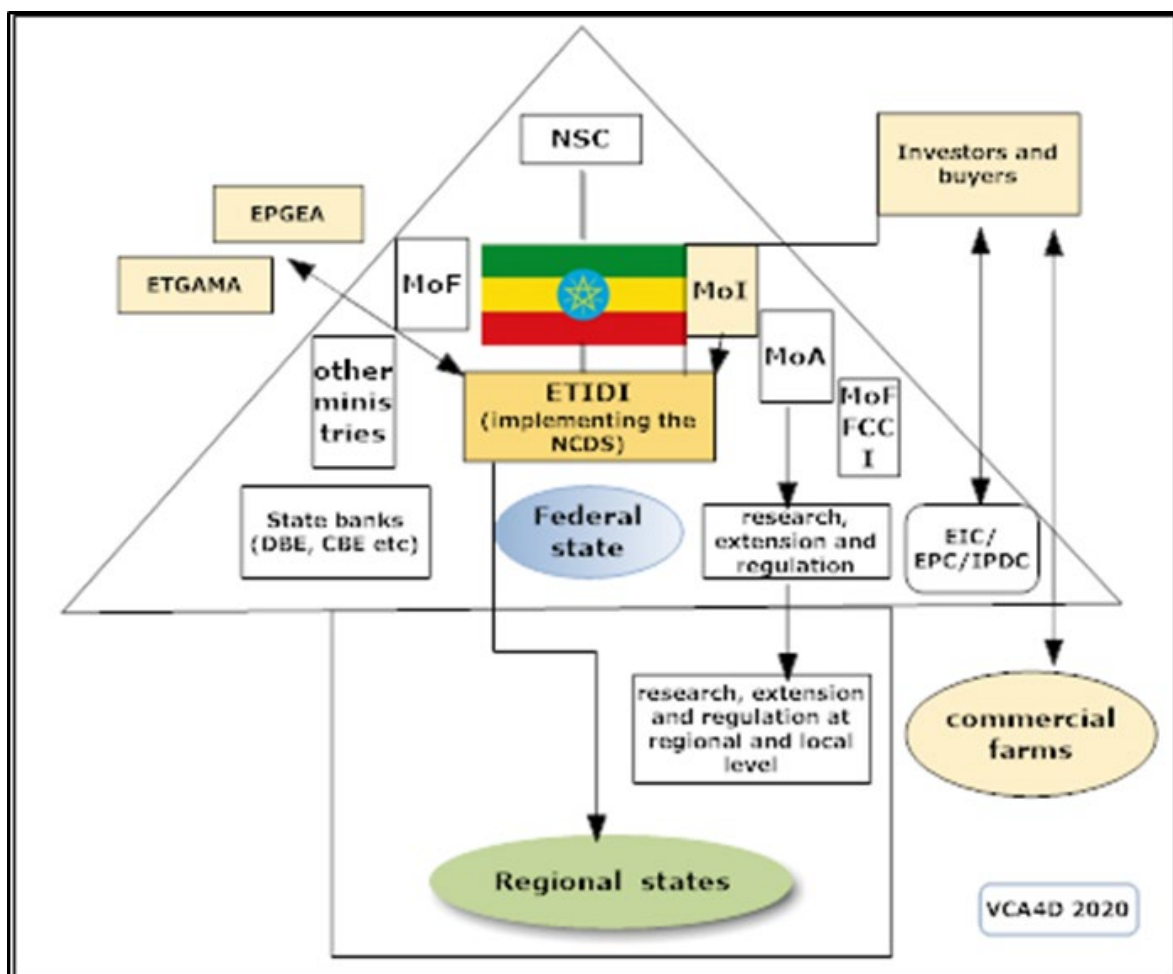 NSC
Investors and
buyers
EPGEA
ETGAMA
MoF
MoI
MoA
other
minis
tries
ETIDI
(implementing the
NCDS)
MoF
FCC
I
State banks
(DBE, CBE etc)
Federal
state
research,
extension and
regulation
EIC/
EPC/IPDC
research, extension
and regulation at
regional and local
level
commercial
farms
Regional states
VCA4D 2020